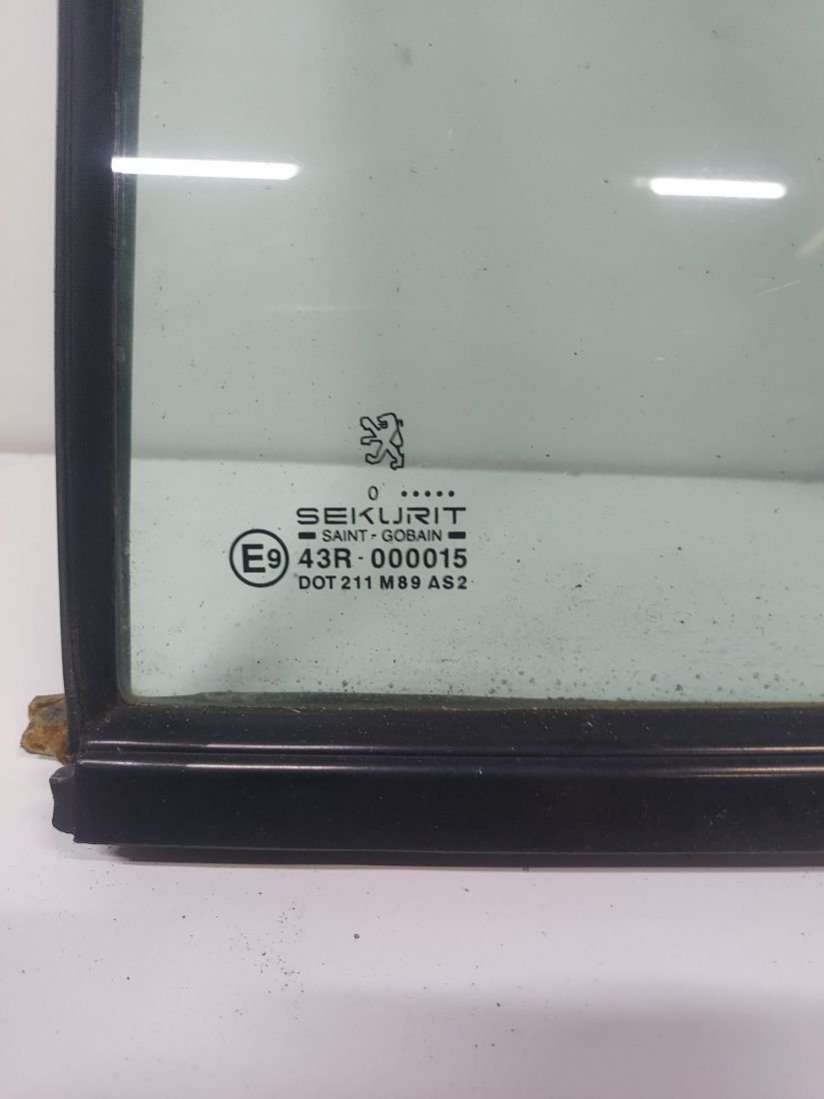 0 .....
SEKURIT
SAINT - GOBAIN
E9 43R - 000015
DOT 211 M89 AS2